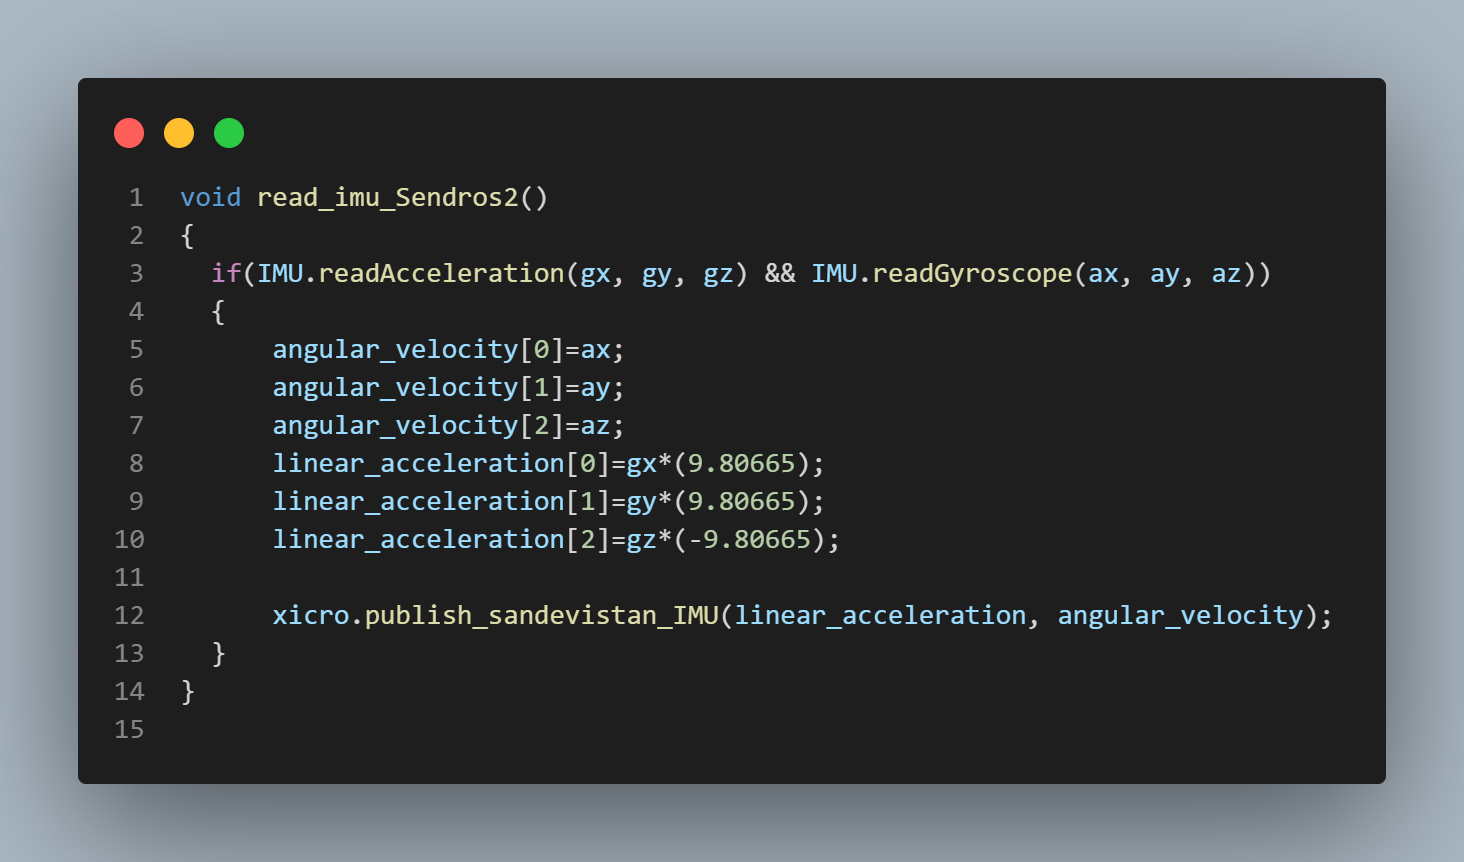 1 void read_imu_Sendros2()
2 {
3   if(IMU.readAcceleration(gx, gy, gz) && IMU.readGyroscope(ax, ay, az))
4   {
5       angular_velocity[0]=ax;
6       angular_velocity[1]=ay;
7       angular_velocity[2]=az;
8       linear_acceleration[0]=gx*(9.80665);
9       linear_acceleration[1]=gy*(9.80665);
10       linear_acceleration[2]=gz*(-9.80665);
11
12       xicro.publish_sandevistan_IMU(linear_acceleration, angular_velocity);
13   }
14 }
15